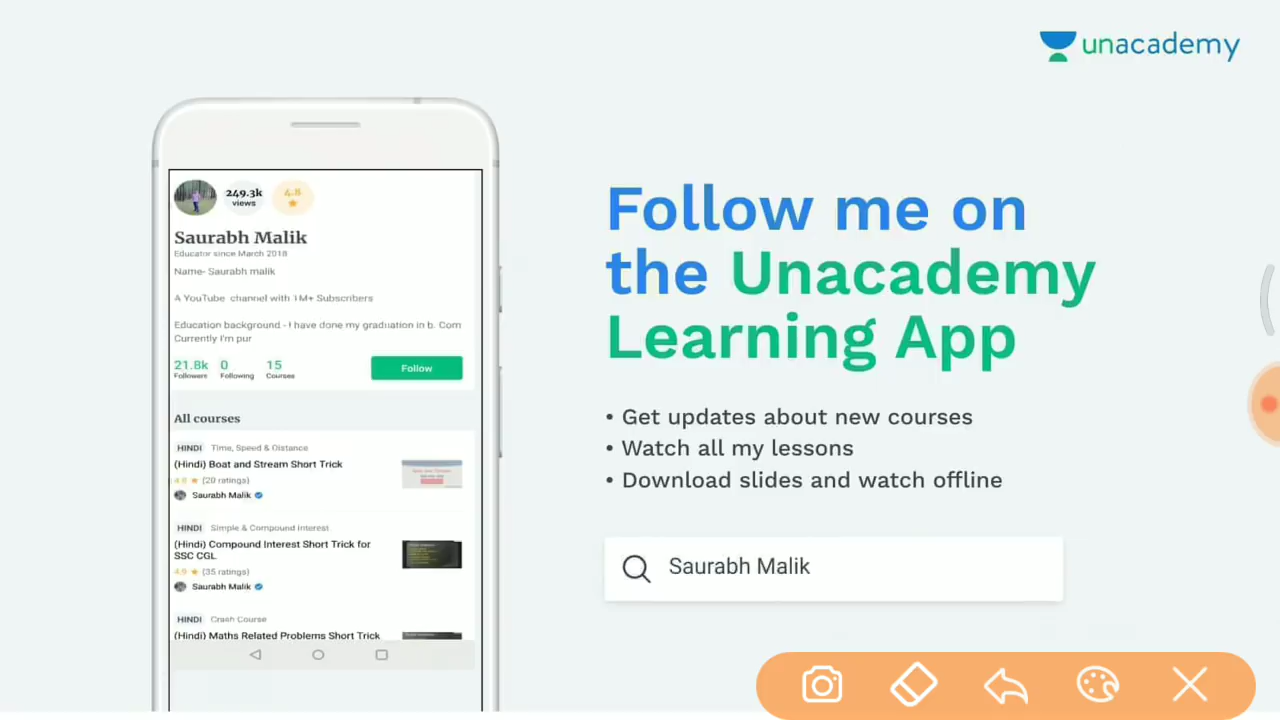 unacademy
249.3k
views
4.8
Saurabh Malik
Educator since March 2018
Name- Saurabh malik
A YouTube channel with 1M+ Subscribers
Education background - I have done my graduation in b. Com
Currently I'm pur
21.8k 0 15
Followers Following Courses
Follow
All courses
HINDI Time, Speed & Distance
(Hindi) Boat and Stream Short Trick
4.8 (20 ratings)
Saurabh Malik
HINDI Simple & Compound Interest
(Hindi) Compound Interest Short Trick for
SSC CGL
4.9 (35 ratings)
Saurabh Malik
HINDI Crash Course
(Hindi) Maths Related Problems Short Trick
Follow me on
the Unacademy
Learning App
• Get updates about new courses
• Watch all my lessons
• Download slides and watch offline
Saurabh Malik